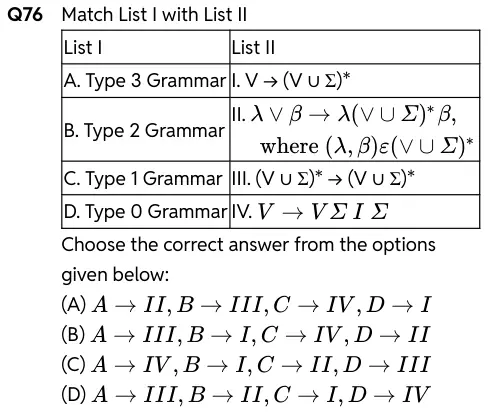 Q76 Match List I with List II
List I List II
A. Type 3 Grammar I. V → (V ∪ Σ)*
B. Type 2 Grammar II. λ ∨ β → λ(∨ ∪ Σ)* β,
where (λ, β)ε(∨ ∪ Σ)*
C. Type 1 Grammar III. (V ∪ Σ)* → (V ∪ Σ)*
D. Type 0 Grammar IV. V → V Σ I Σ
Choose the correct answer from the options
given below:
(A) A → II, B → III, C → IV, D → I
(B) A → III, B → I, C → IV, D → II
(C) A → IV, B → I, C → II, D → III
(D) A → III, B → II, C → I, D → IV